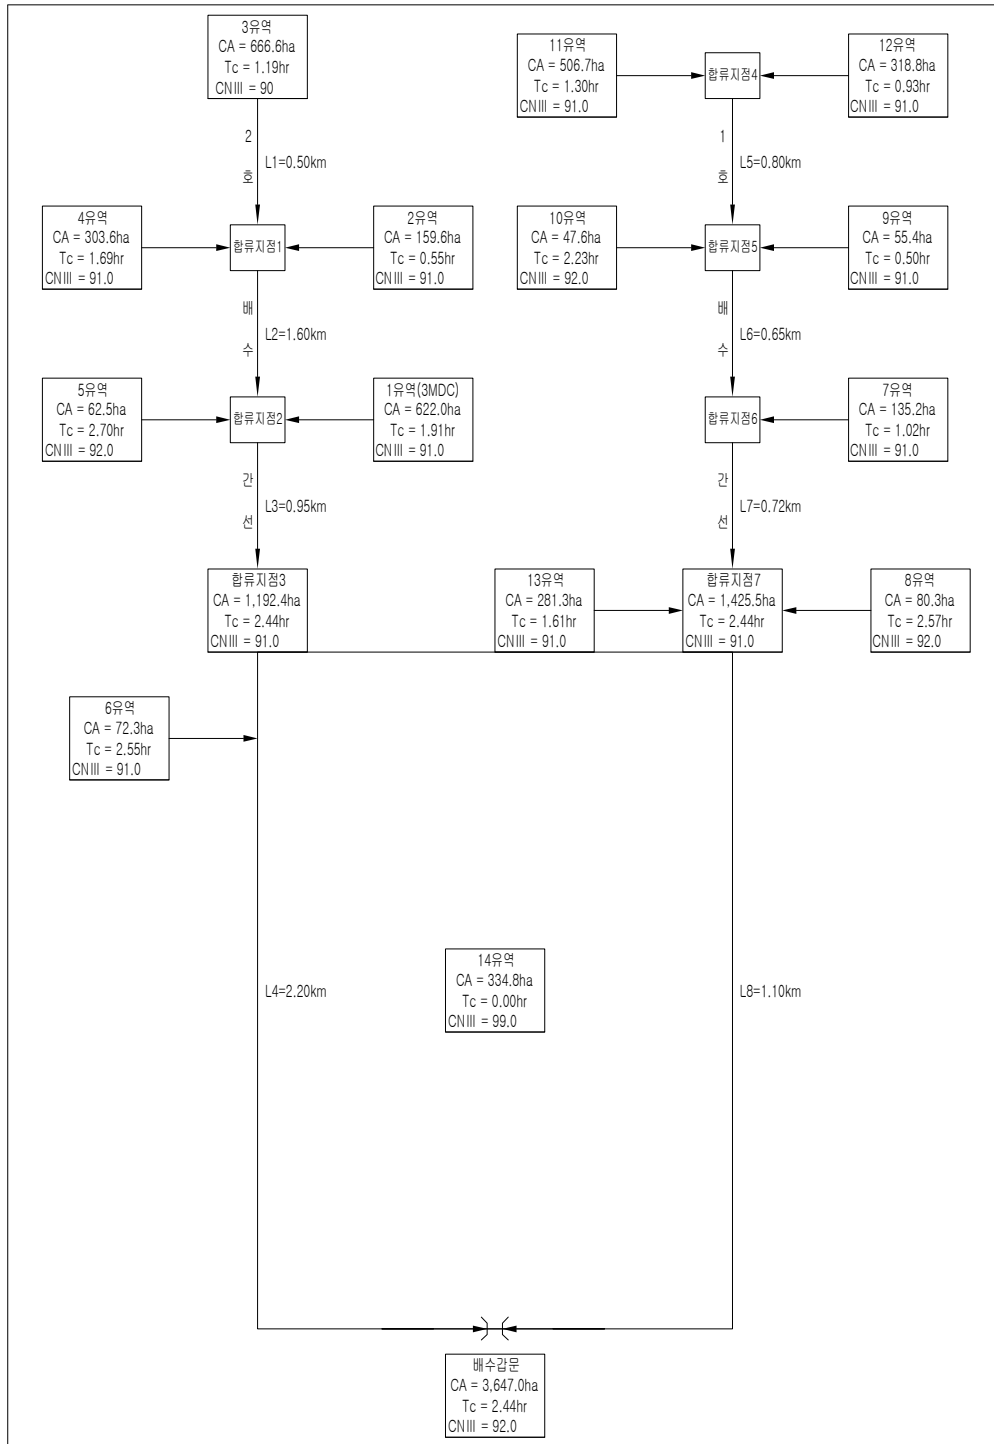 3유역
CA = 666.6ha
Tc = 1.19hr
CNIII = 90
11유역
CA = 506.7ha
Tc = 1.30hr
CNIII = 91.0
합류지점4
12유역
CA = 318.8ha
Tc = 0.93hr
CNIII = 91.0
2
호
L1=0.50km
1
호
L5=0.80km
4유역
CA = 303.6ha
Tc = 1.69hr
CNIII = 91.0
합류지점1
2유역
CA = 159.6ha
Tc = 0.55hr
CNIII = 91.0
10유역
CA = 47.6ha
Tc = 2.23hr
CNIII = 92.0
합류지점5
9유역
CA = 55.4ha
Tc = 0.50hr
CNIII = 91.0
배
수
L2=1.60km
배
수
L6=0.65km
5유역
CA = 62.5ha
Tc = 2.70hr
CNIII = 92.0
합류지점2
1유역(3MDC)
CA = 622.0ha
Tc = 1.91hr
CNIII = 91.0
합류지점6
7유역
CA = 135.2ha
Tc = 1.02hr
CNIII = 91.0
간
선
L3=0.95km
간
선
L7=0.72km
합류지점3
CA = 1,192.4ha
Tc = 2.44hr
CNIII = 91.0
13유역
CA = 281.3ha
Tc = 1.61hr
CNIII = 91.0
합류지점7
CA = 1,425.5ha
Tc = 2.44hr
CNIII = 91.0
8유역
CA = 80.3ha
Tc = 2.57hr
CNIII = 92.0
6유역
CA = 72.3ha
Tc = 2.55hr
CNIII = 91.0
L4=2.20km
14유역
CA = 334.8ha
Tc = 0.00hr
CNIII = 99.0
L8=1.10km
배수갑문
CA = 3,647.0ha
Tc = 2.44hr
CNIII = 92.0